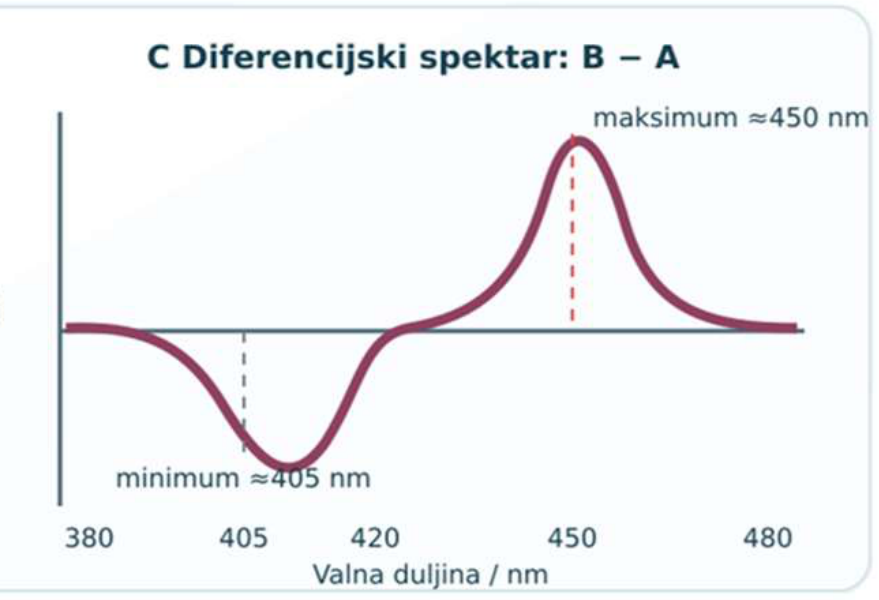 C Diferencijski spektar: B − A
maksimum ≈450 nm
minimum ≈405 nm
380 405 420 450 480
Valna duljina / nm